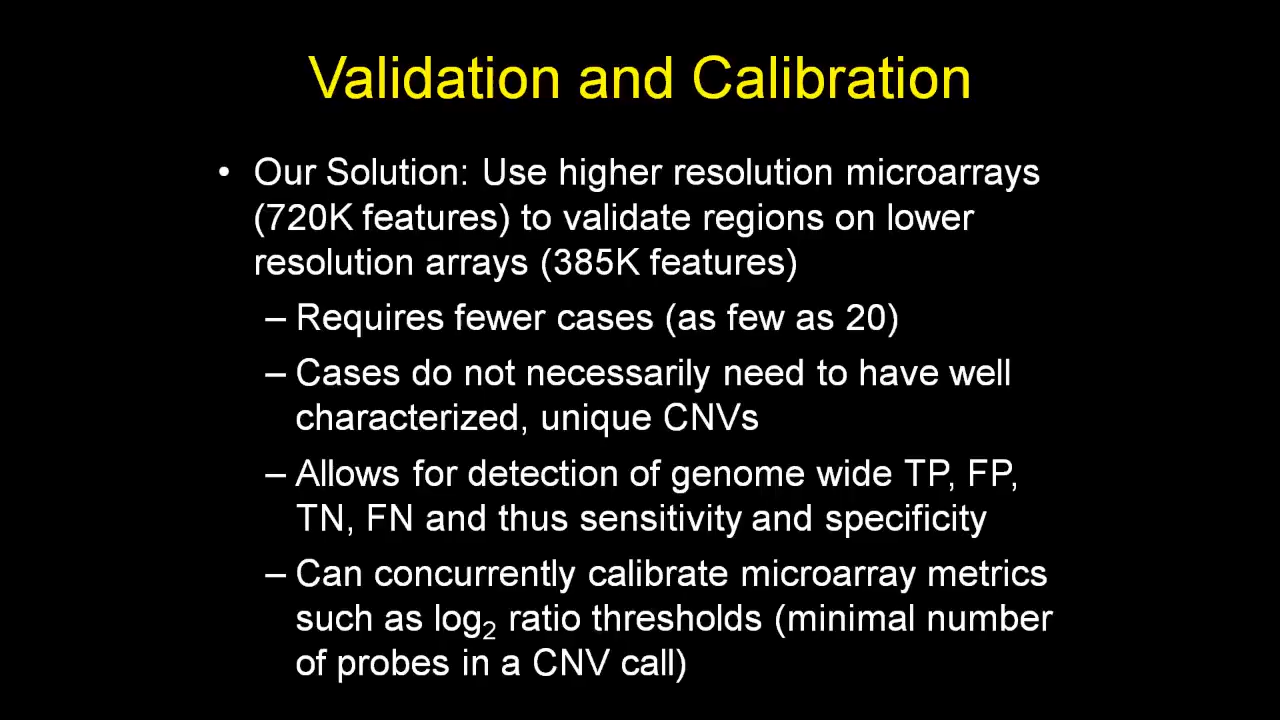 Validation and Calibration
• Our Solution: Use higher resolution microarrays
(720K features) to validate regions on lower
resolution arrays (385K features)
– Requires fewer cases (as few as 20)
– Cases do not necessarily need to have well
characterized, unique CNVs
– Allows for detection of genome wide TP, FP,
TN, FN and thus sensitivity and specificity
– Can concurrently calibrate microarray metrics
such as log₂ ratio thresholds (minimal number
of probes in a CNV call)